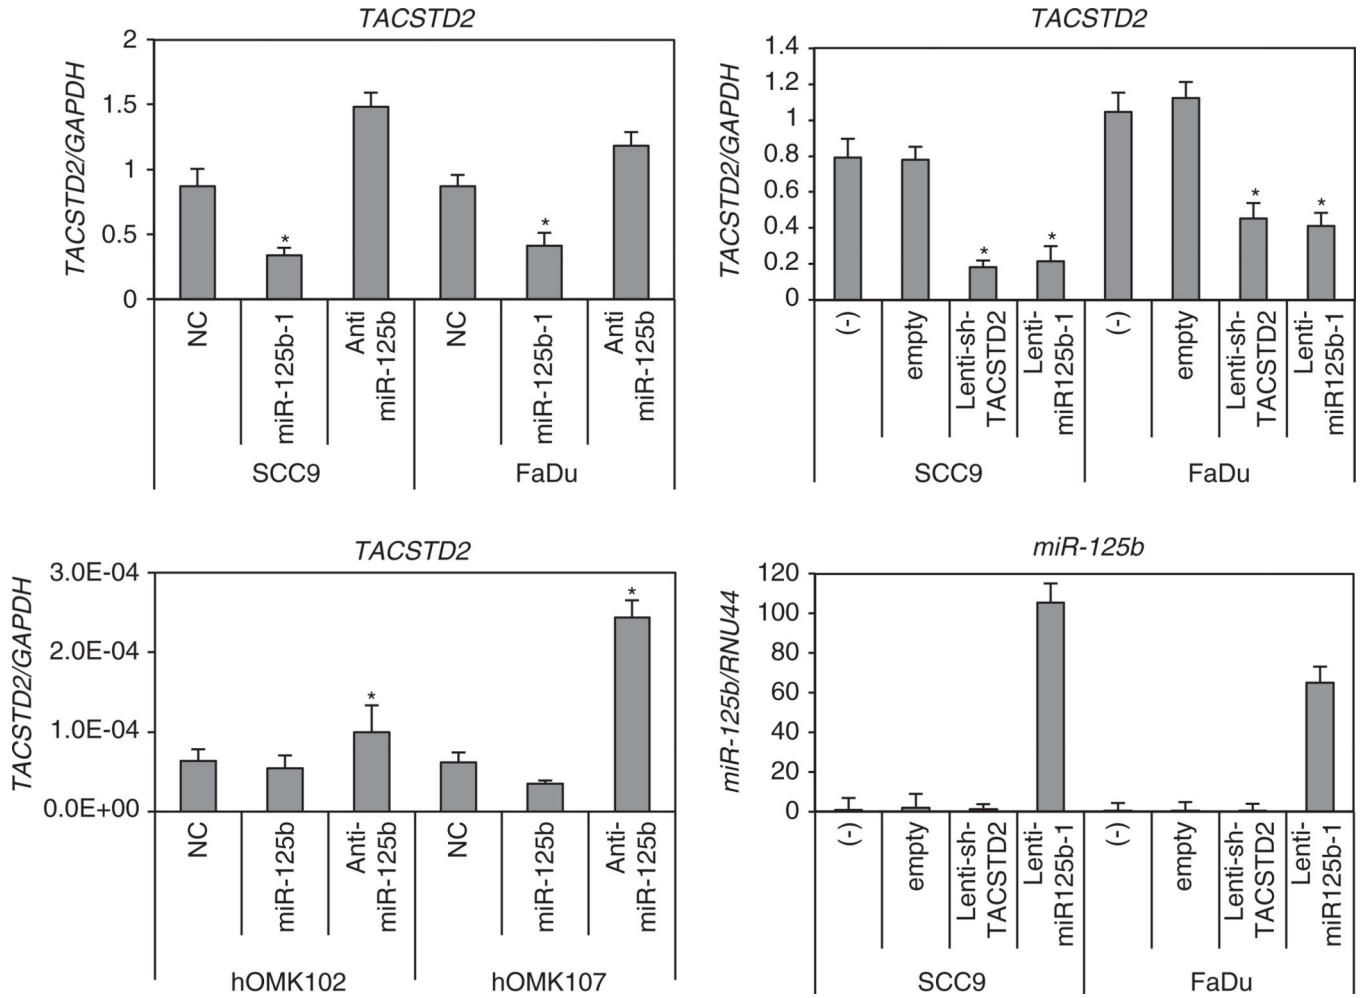 TACSTD2
TACSTD2/GAPDH
2
1.5
1
0.5
0
NC
miR-125b-1
Anti
miR-125b
NC
miR-125b-1
Anti
miR-125b
SCC9
FaDu
TACSTD2
TACSTD2/GAPDH
1.4
1.2
1
0.8
0.6
0.4
0.2
0
(-)
empty
Lenti-sh-
TACSTD2
Lenti-
miR125b-1
(-)
empty
Lenti-sh-
TACSTD2
Lenti-
miR125b-1
SCC9
FaDu
*
*
*
*
*
*
TACSTD2
TACSTD2/GAPDH
3.0E-04
2.0E-04
1.0E-04
0.0E+00
*
*
NC
miR-125b
Anti-
miR-125b
NC
miR-125b
Anti-
miR-125b
hOMK102
hOMK107
miR-125b
miR-125b/RNU44
120
100
80
60
40
20
0
(-)
empty
Lenti-sh-
TACSTD2
Lenti-
miR125b-1
(-)
empty
Lenti-sh-
TACSTD2
Lenti-
miR125b-1
SCC9
FaDu